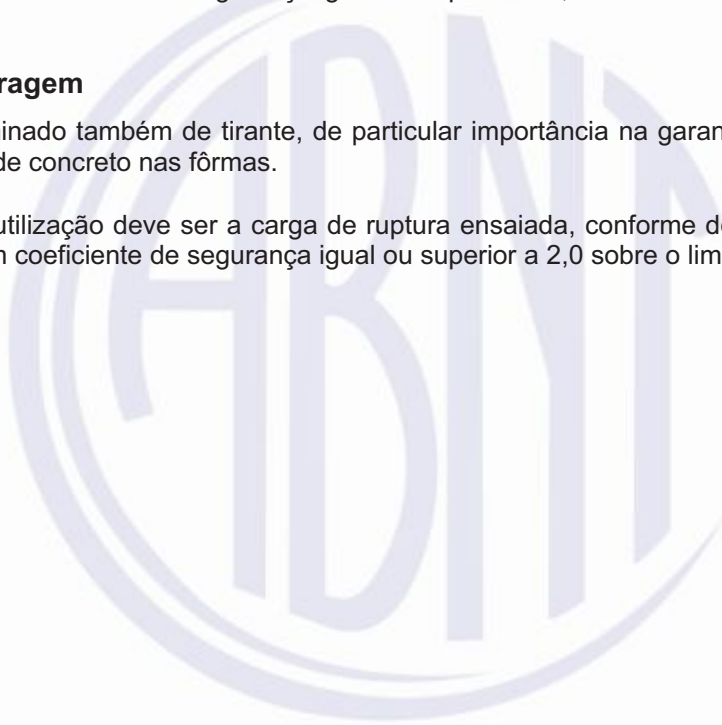 ragem
inado também de tirante, de particular importância na garan
de concreto nas fôrmas.
utilização deve ser a carga de ruptura ensaiada, conforme d
coeficiente de segurança igual ou superior a 2,0 sobre o lim
ABNT